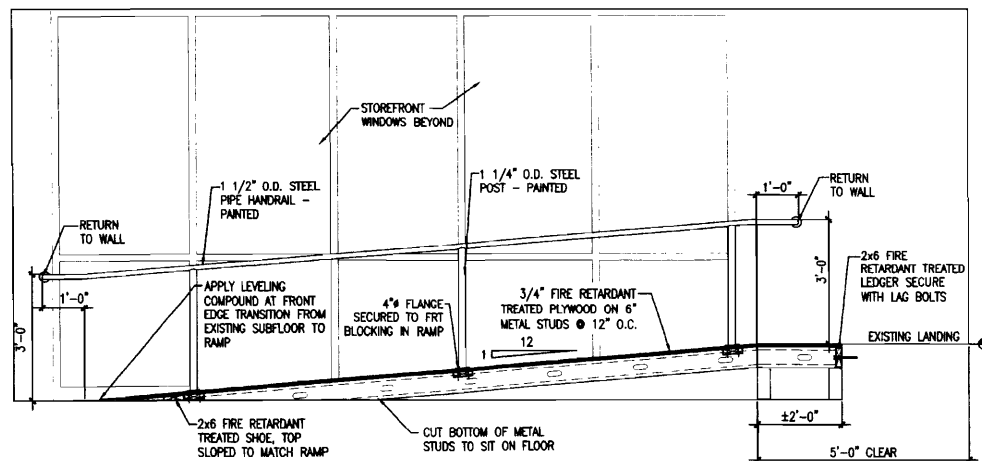 STOREFRONT
WINDOWS BEYOND
1 1/2" O.D. STEEL
PIPE HANDRAIL -
PAINTED
1 1/4" O.D. STEEL
POST - PAINTED
1'-0"
RETURN
TO WALL
RETURN
TO WALL
3'-0"
2x6 FIRE
RETARDANT TREATED
LEDGER SECURE
WITH LAG BOLTS
1'-0"
3'-0"
APPLY LEVELING
COMPOUND AT FRONT
EDGE TRANSITION FROM
EXISTING SUBFLOOR TO
RAMP
4"ø FLANGE
SECURED TO FRT
BLOCKING IN RAMP
3/4" FIRE RETARDANT
TREATED PLYWOOD ON 6"
METAL STUDS @ 12" O.C.
12
1
EXISTING LANDING
2x6 FIRE RETARDANT
TREATED SHOE, TOP
SLOPED TO MATCH RAMP
CUT BOTTOM OF METAL
STUDS TO SIT ON FLOOR
±2'-0"
5'-0" CLEAR